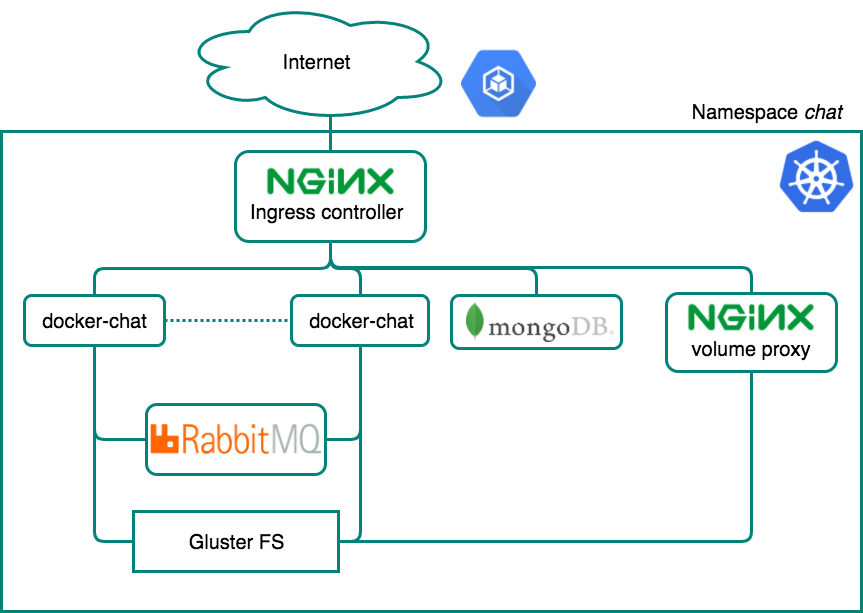 Internet
Namespace chat
NGINX
Ingress controller
docker-chat
docker-chat
mongoDB.
NGINX
volume proxy
RabbitMQ
Gluster FS